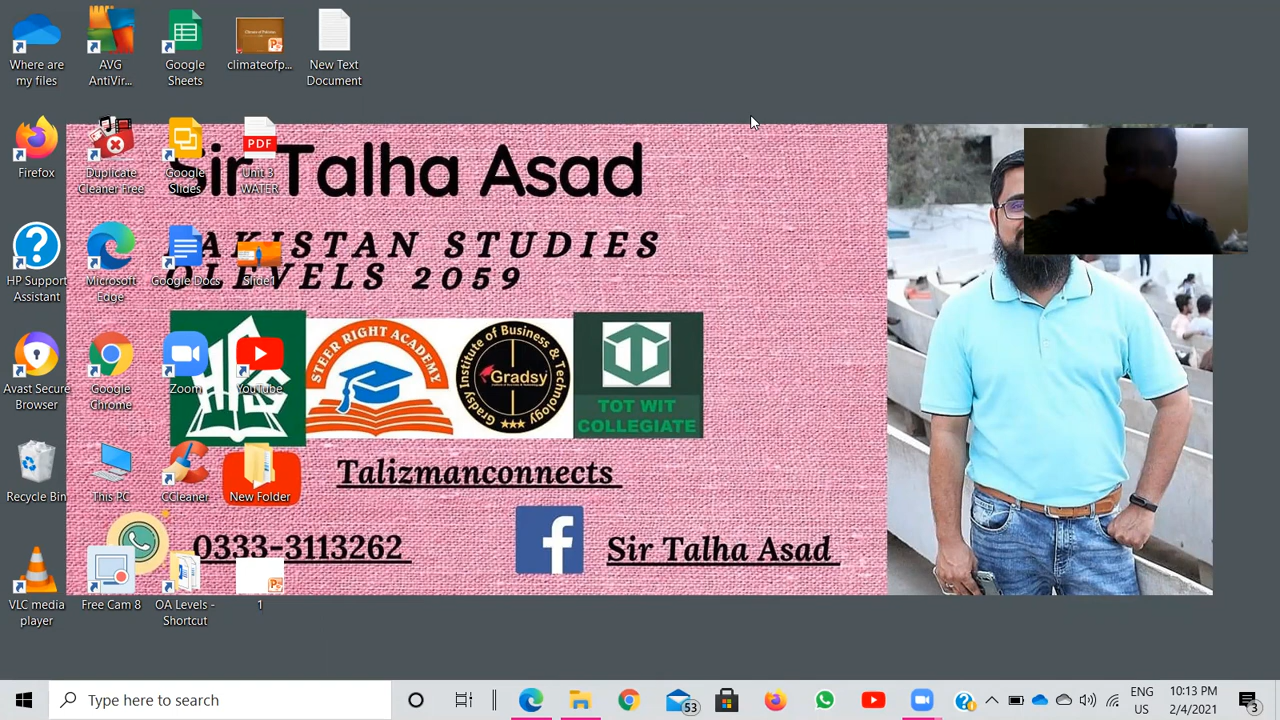 Where are
my files
AVG
AntiVir...
Google
Sheets
climateofp...
New Text
Document
Firefox
Duplicate
Cleaner Free
Google
Slides
PDF
Unit 3
WATER
Sir Talha Asad
PAKISTAN STUDIES
OLEVELS 2059
HP Support
Assistant
Microsoft
Edge
Google Docs
Slide1
Avast Secure
Browser
Google
Chrome
Zoom
YouTube
STEER RIGHT ACADEMY
Gradsy Institute of Business & Technology
Gradsy
TOT WIT
COLLEGIATE
Recycle Bin
This PC
CCleaner
New Folder
Talizmanconnects
0333-3113262
Sir Talha Asad
VLC media
player
Free Cam 8
OA Levels -
Shortcut
1
Type here to search
53
ENG
US
10:13 PM
2/4/2021
3